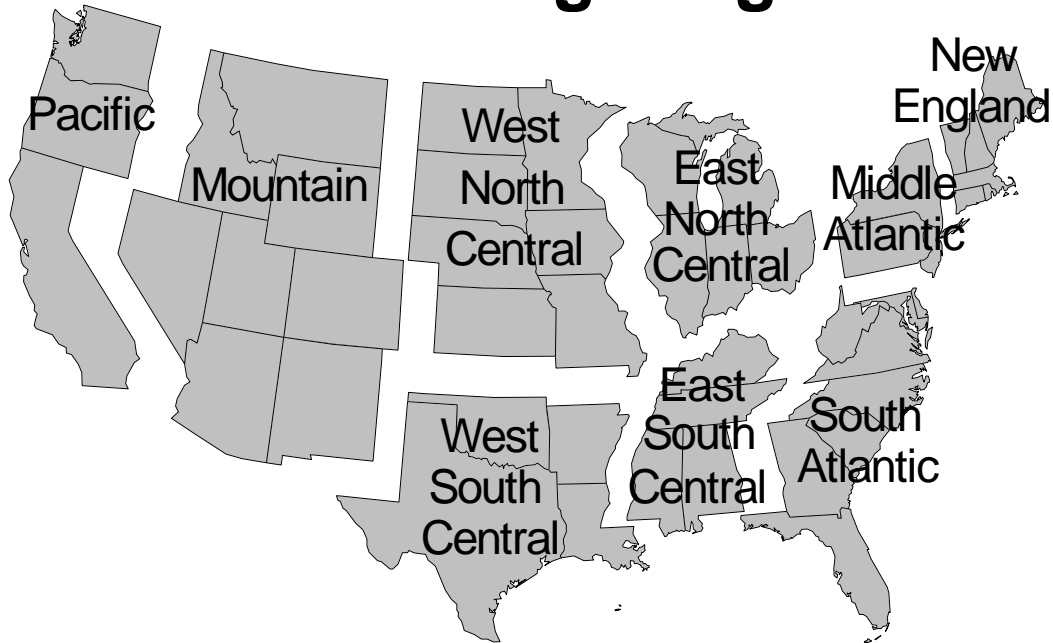 Pacific
Mountain
West
North
Central
East
North
Central
New
England
Middle
Atlantic
West
South
Central
East
South
Central
South
Atlantic